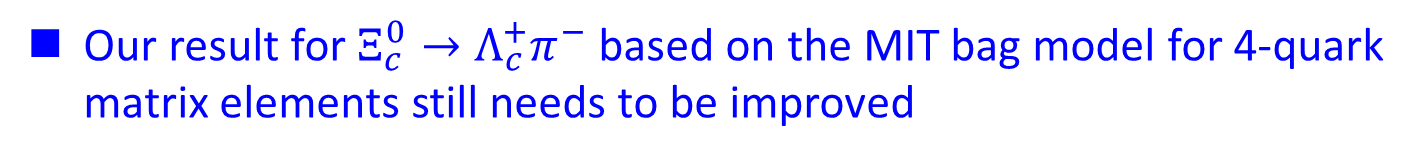 ■ Our result for Ξ_c^0 → Λ_c^+ π^− based on the MIT bag model for 4-quark
matrix elements still needs to be improved